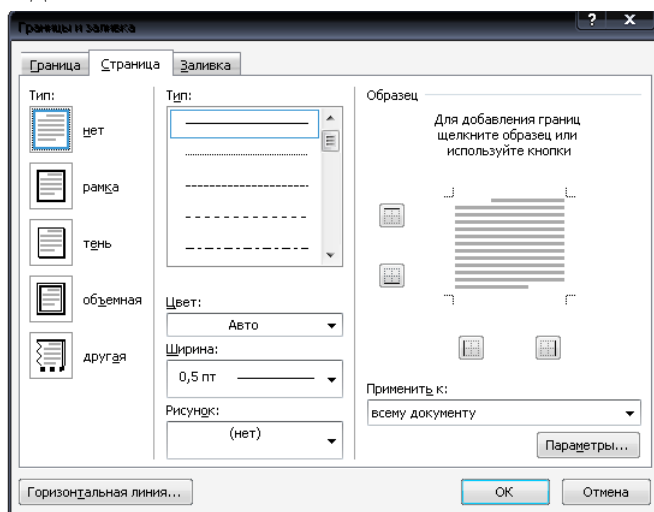 Границы и заливка
Граница Страница Заливка
Тип:
нет
рамка
тень
объемная
другая
Тип:
Цвет:
Авто
Ширина:
0,5 пт
Рисунок:
(нет)
Образец
Для добавления границ
щелкните образец или
используйте кнопки
Применить к:
всему документу
Параметры...
Горизонтальная линия...
ОК Отмена